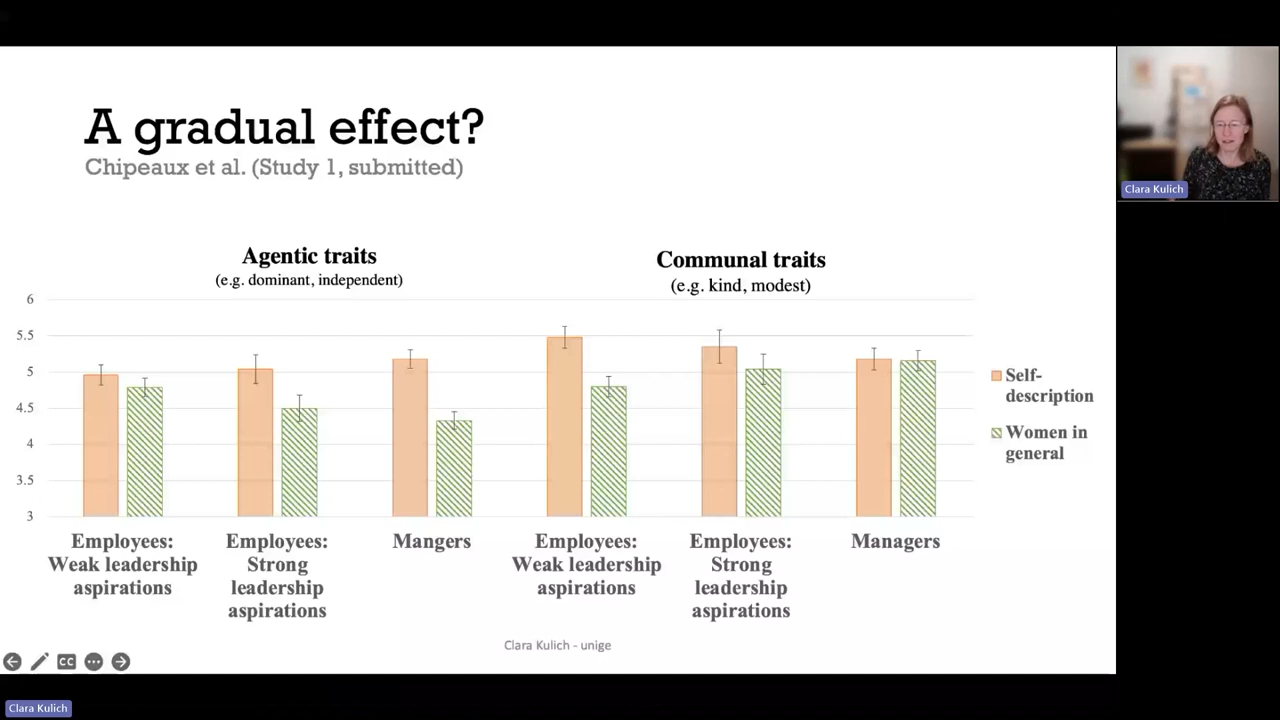 A gradual effect?
Chipeaux et al. (Study 1, submitted)
Agentic traits
(e.g. dominant, independent)
Communal traits
(e.g. kind, modest)
6
5.5
5
4.5
4
3.5
3
Employees:
Weak leadership
aspirations
Employees:
Strong
leadership
aspirations
Mangers
Employees:
Weak leadership
aspirations
Employees:
Strong
leadership
aspirations
Managers
Self-
description
Women in
general
Clara Kulich - unige
CC
Clara Kulich
Clara Kulich